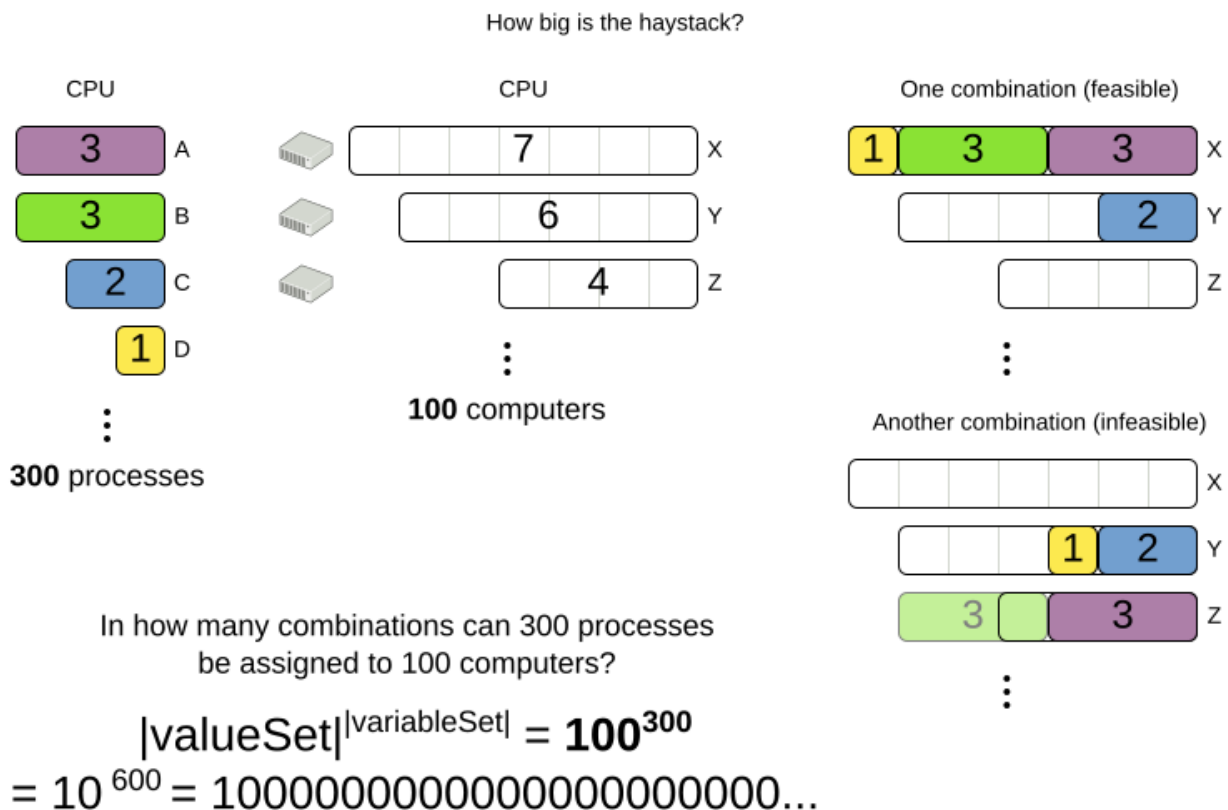 How big is the haystack?
CPU
3 A
3 B
2 C
1 D
⋮
300 processes
CPU
7 X
6 Y
4 Z
⋮
100 computers
One combination (feasible)
1 3 3 X
2 Y
Z
⋮
Another combination (infeasible)
X
1 2 Y
3 3 Z
⋮
In how many combinations can 300 processes
be assigned to 100 computers?
|valueSet|^|variableSet| = 100^300
= 10^600 = 1000000000000000000000000...